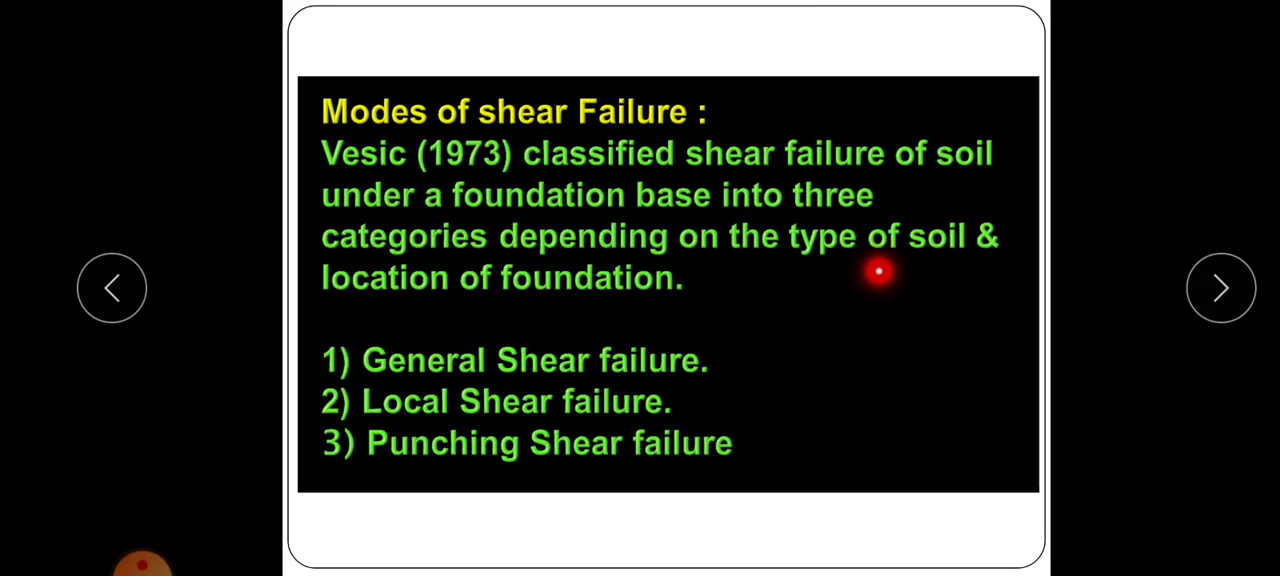 Modes of shear Failure :
Vesic (1973) classified shear failure of soil
under a foundation base into three
categories depending on the type of soil &
location of foundation.
1) General Shear failure.
2) Local Shear failure.
3) Punching Shear failure